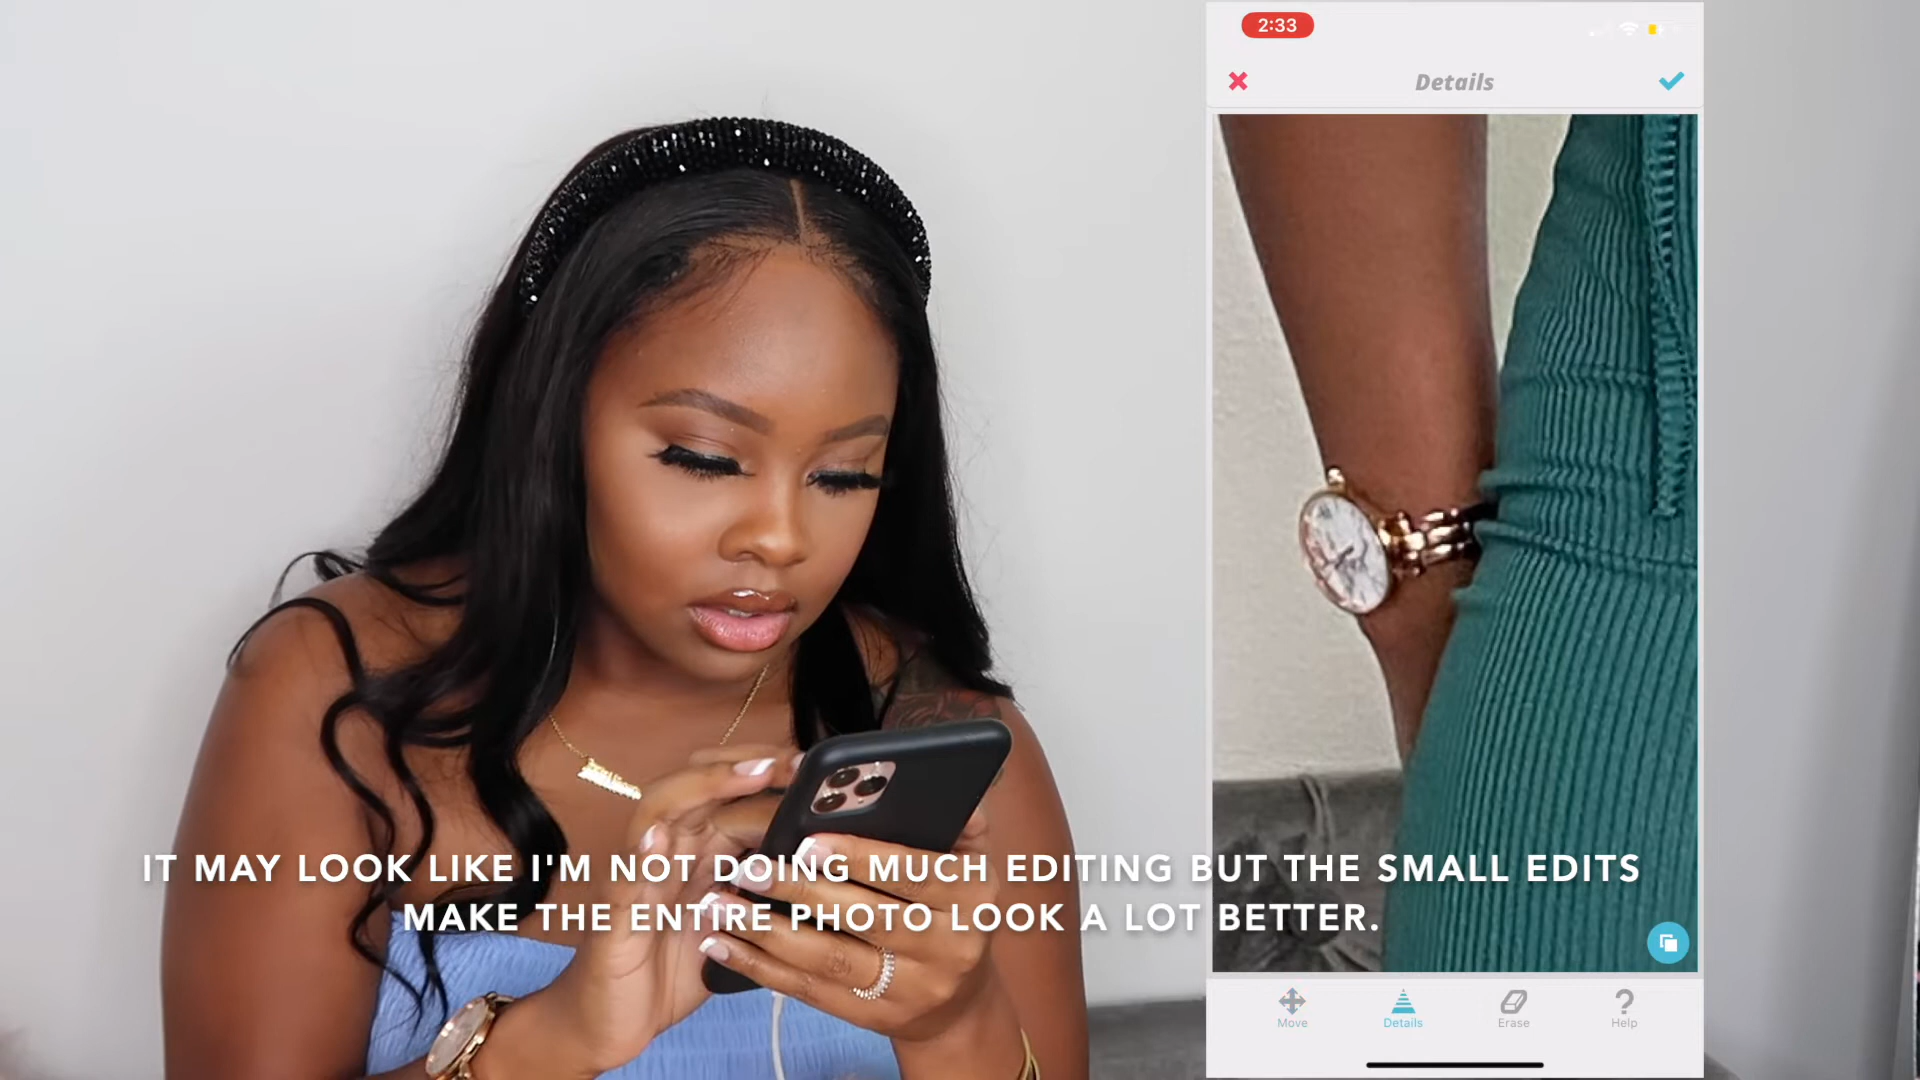 2:33
Details
IT MAY LOOK LIKE I'M NOT DOING MUCH EDITING BUT THE SMALL EDITS
MAKE THE ENTIRE PHOTO LOOK A LOT BETTER.
Move Details Erase Help